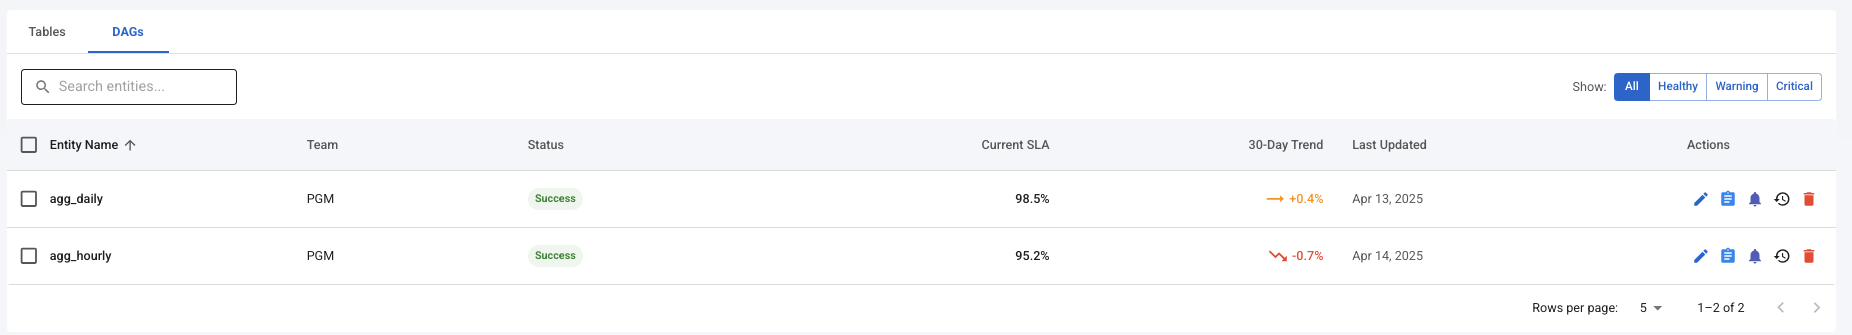 Tables DAGs
Search entities... Show: All Healthy Warning Critical
Entity Name Team Status Current SLA 30-Day Trend Last Updated Actions
agg_daily PGM Success 98.5% +0.4% Apr 13, 2025
agg_hourly PGM Success 95.2% -0.7% Apr 14, 2025
Rows per page: 5 1–2 of 2